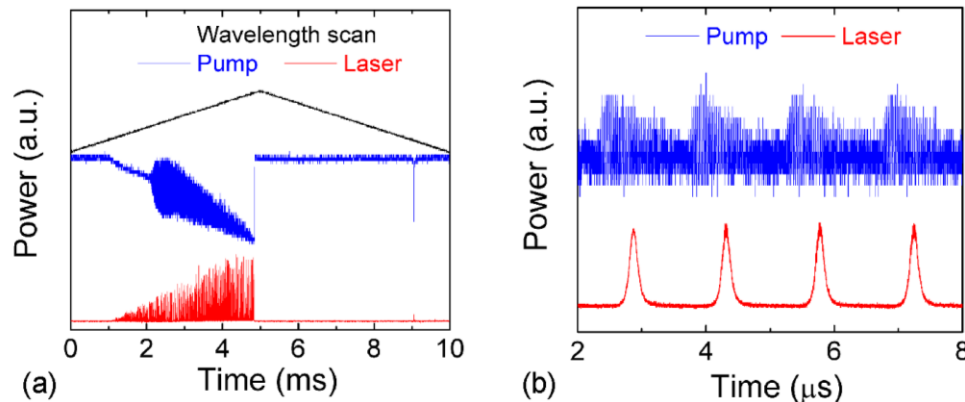 Wavelength scan
Pump Laser
Power (a.u.)
0 2 4 6 8 10
(a) Time (ms)
Pump Laser
Power (a.u.)
2 4 6 8
(b) Time (μs)